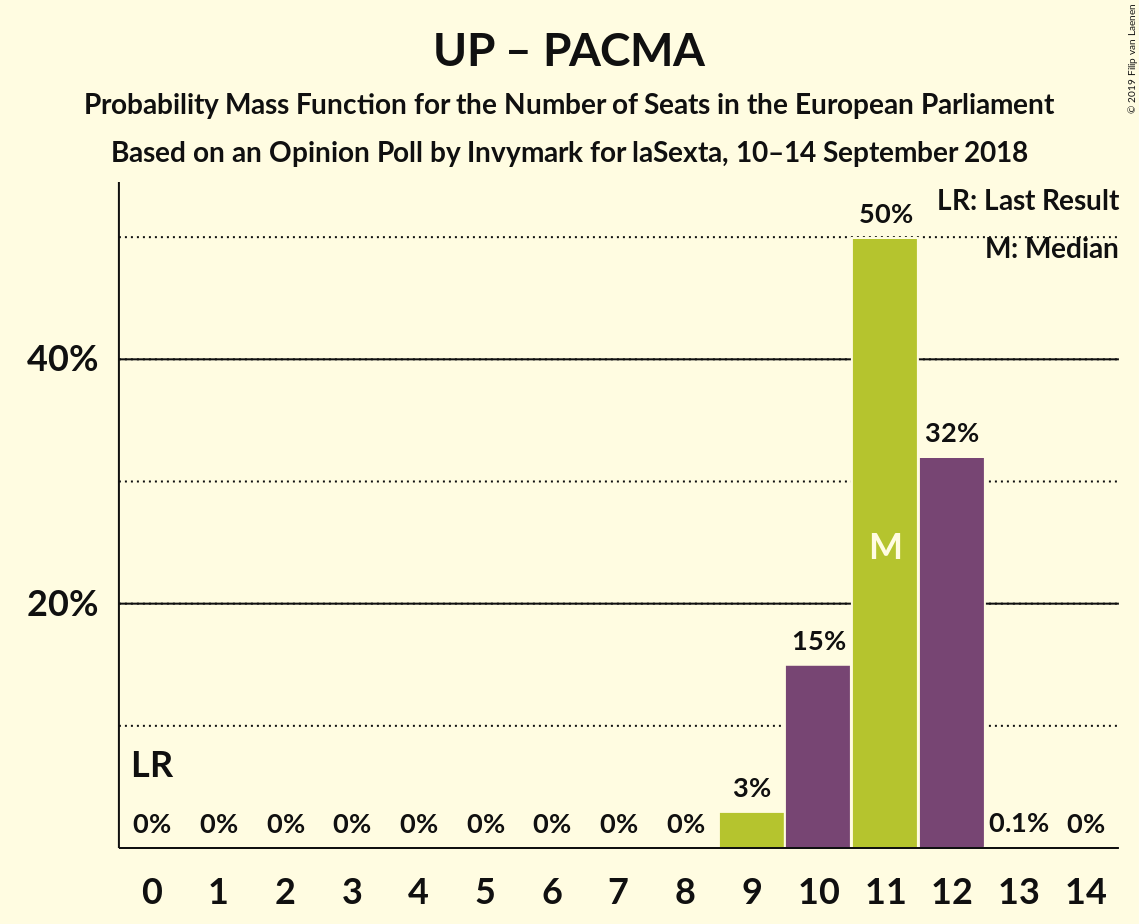 UP – PACMA
Probability Mass Function for the Number of Seats in the European Parliament
Based on an Opinion Poll by Invymark for laSexta, 10–14 September 2018
© 2019 Filip van Laenen
LR: Last Result
M: Median
50%
40%
32%
M
20%
15%
LR
3%
0% 0% 0% 0% 0% 0% 0% 0% 0% 0.1% 0%
0 1 2 3 4 5 6 7 8 9 10 11 12 13 14